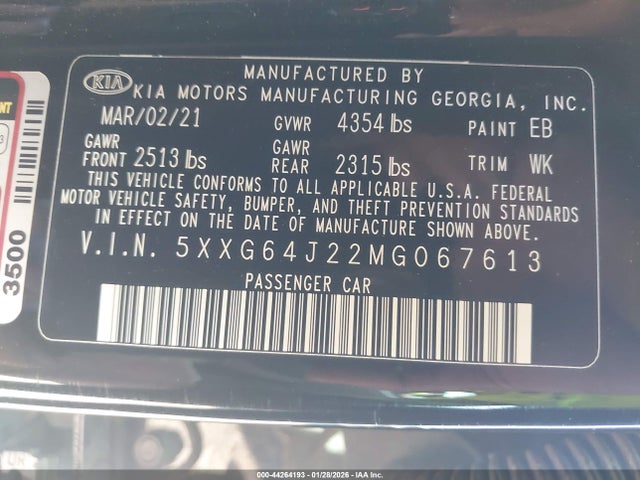 MANUFACTURED BY
KIA KIA MOTORS MANUFACTURING GEORGIA, INC.
MAR/02/21 GVWR 4354 lbs PAINT EB
GAWR FRONT 2513 lbs GAWR REAR 2315 lbs TRIM WK
THIS VEHICLE CONFORMS TO ALL APPLICABLE U.S.A. FEDERAL
MOTOR VEHICLE SAFETY, BUMPER, AND THEFT PREVENTION STANDARDS
IN EFFECT ON THE DATE OF MANUFACTURE SHOWN ABOVE.
V.I.N. 5XXG64J22MG067613
PASSENGER CAR
3500
000-44264193 - 01/28/2026 - IAAI.COM